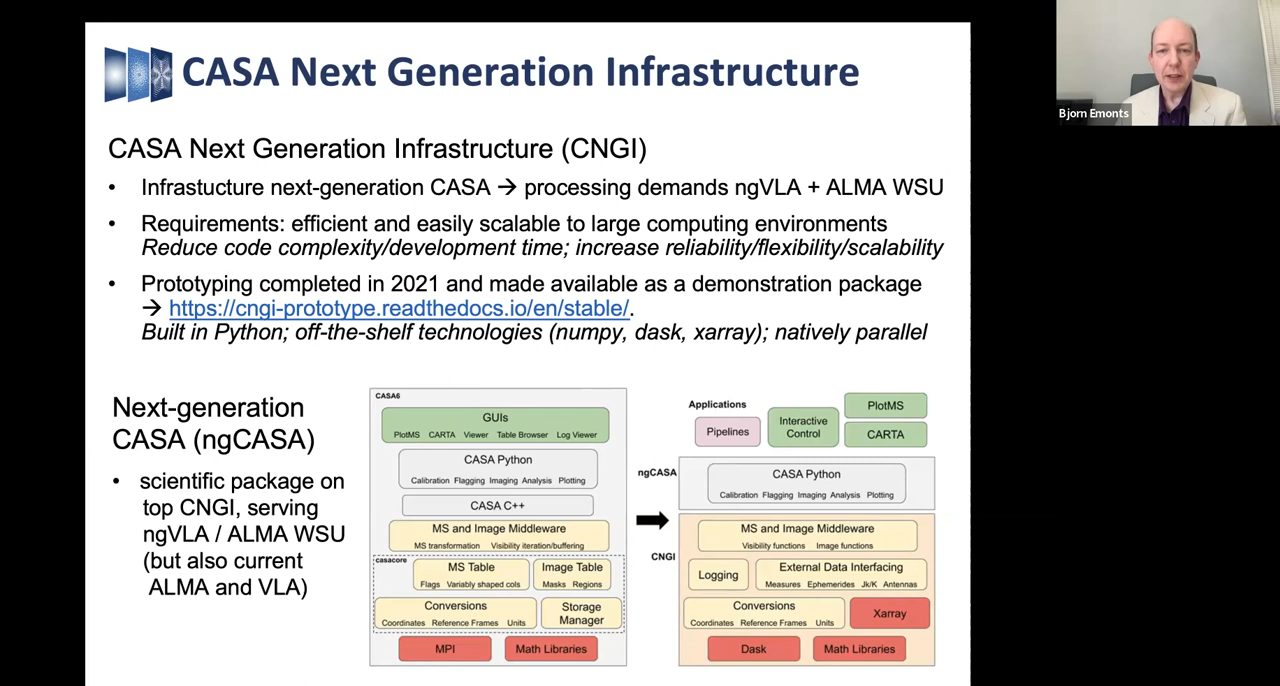 CASA Next Generation Infrastructure
Bjorn Emonts
CASA Next Generation Infrastructure (CNGI)
• Infrastucture next-generation CASA → processing demands ngVLA + ALMA WSU
• Requirements: efficient and easily scalable to large computing environments
Reduce code complexity/development time; increase reliability/flexibility/scalability
• Prototyping completed in 2021 and made available as a demonstration package
→ https://cngi-prototype.readthedocs.io/en/stable/.
Built in Python; off-the-shelf technologies (numpy, dask, xarray); natively parallel
Next-generation
CASA (ngCASA)
• scientific package on
top CNGI, serving
ngVLA / ALMA WSU
(but also current
ALMA and VLA)
CASA6
GUIs
PlotMS CARTA Viewer Table Browser Log Viewer
CASA Python
Calibration Flagging Imaging Analysis Plotting
CASA C++
MS and Image Middleware
MS transformation Visibility iteration/buffering
casacore
MS Table
Flags Variably shaped cols
Image Table
Masks Regions
Conversions
Coordinates Reference Frames Units
Storage
Manager
MPI
Math Libraries
Applications
Pipelines
Interactive
Control
PlotMS
CARTA
ngCASA
CASA Python
Calibration Flagging Imaging Analysis Plotting
CNGI
MS and Image Middleware
Visibility functions Image functions
Logging
External Data Interfacing
Measures Ephemerides Jk/K Antennas
Conversions
Coordinates Reference Frames Units
Xarray
Dask
Math Libraries